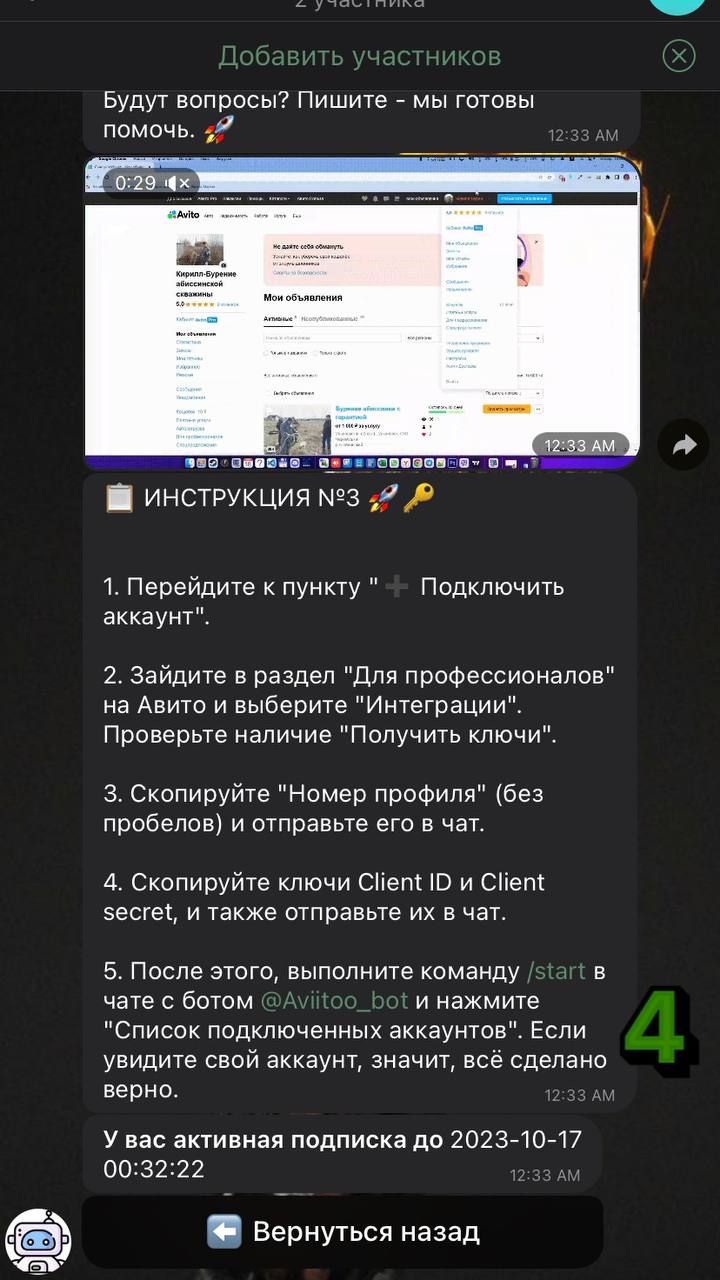 2 участника
Добавить участников
Будут вопросы? Пишите - мы готовы
помочь. 🚀
12:33 AM
0:29
Avito
Не дайте себя обмануть
Кирилл-Бурение
абиссинской
скважины
5,0
Мои объявления
Активные
12:33 AM
📋 ИНСТРУКЦИЯ №3 🚀🔑
1. Перейдите к пункту "➕ Подключить
аккаунт".
2. Зайдите в раздел "Для профессионалов"
на Авито и выберите "Интеграции".
Проверьте наличие "Получить ключи".
3. Скопируйте "Номер профиля" (без
пробелов) и отправьте его в чат.
4. Скопируйте ключи Client ID и Client
secret, и также отправьте их в чат.
5. После этого, выполните команду /start в
чате с ботом @Aviitoo_bot и нажмите
"Список подключенных аккаунтов". Если
увидите свой аккаунт, значит, всё сделано
верно.
12:33 AM
4
У вас активная подписка до 2023-10-17
00:32:22
12:33 AM
⬅️ Вернуться назад